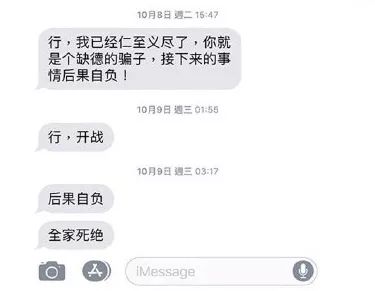 10月8日 週二 15:47
行，我已经仁至义尽了，你就
是个缺德的骗子，接下来的事
情后果自负！
10月9日 週三 01:55
行，开战
10月9日 週三 03:17
后果自负
全家死绝
iMessage